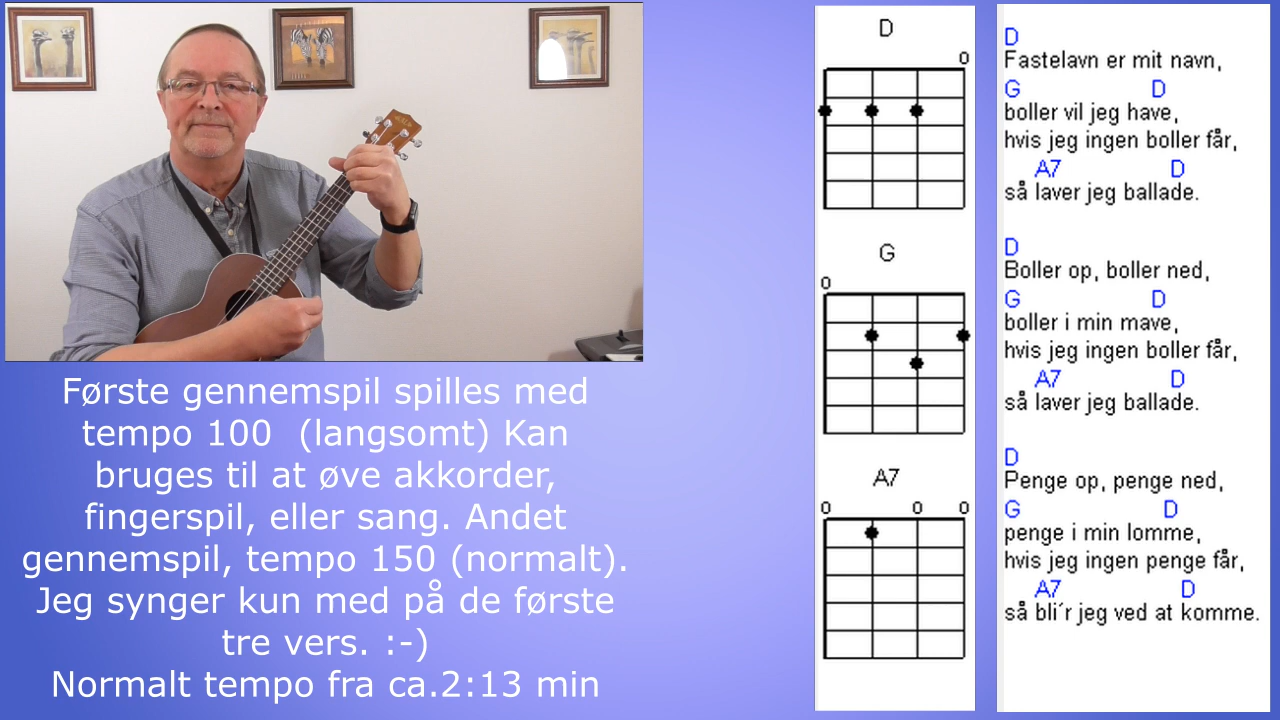 Første gennemspil spilles med
tempo 100 (langsomt) Kan
bruges til at øve akkorder,
fingerspil, eller sang. Andet
gennemspil, tempo 150 (normalt).
Jeg synger kun med på de første
tre vers. :-)
Normalt tempo fra ca.2:13 min
D
0
G
0
A7
0 0 0
D
Fastelavn er mit navn,
G D
boller vil jeg have,
hvis jeg ingen boller får,
A7 D
så laver jeg ballade.
D
Boller op, boller ned,
G D
boller i min mave,
hvis jeg ingen boller får,
A7 D
så laver jeg ballade.
D
Penge op, penge ned,
G D
penge i min lomme,
hvis jeg ingen penge får,
A7 D
så bli´r jeg ved at komme.